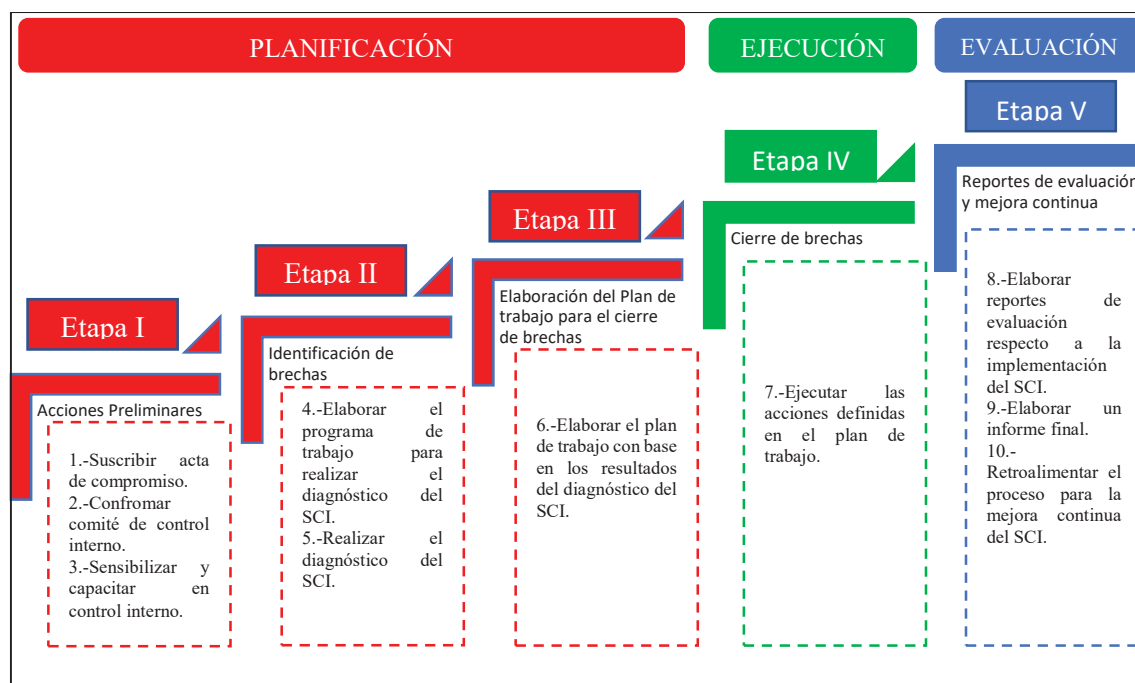 PLANIFICACIÓN
EJECUCIÓN
EVALUACIÓN
Etapa I
Acciones Preliminares
1.-Suscribir acta
de compromiso.
2.-Confromar
comité de control
interno.
3.-Sensibilizar y
capacitar en
control interno.
Etapa II
Identificación de
brechas
4.-Elaborar el
programa de
trabajo para
realizar el
diagnóstico del
SCI.
5.-Realizar el
diagnóstico del
SCI.
Etapa III
Elaboración del Plan de
trabajo para el cierre
de brechas
6.-Elaborar el plan
de trabajo con base
en los resultados
del diagnóstico del
SCI.
Etapa IV
Cierre de brechas
7.-Ejecutar las
acciones definidas
en el plan de
trabajo.
Etapa V
Reportes de evaluación
y mejora continua
8.-Elaborar
reportes de
evaluación
respecto a la
implementación
del SCI.
9.-Elaborar un
informe final.
10.-
Retroalimentar el
proceso para la
mejora continua
del SCI.